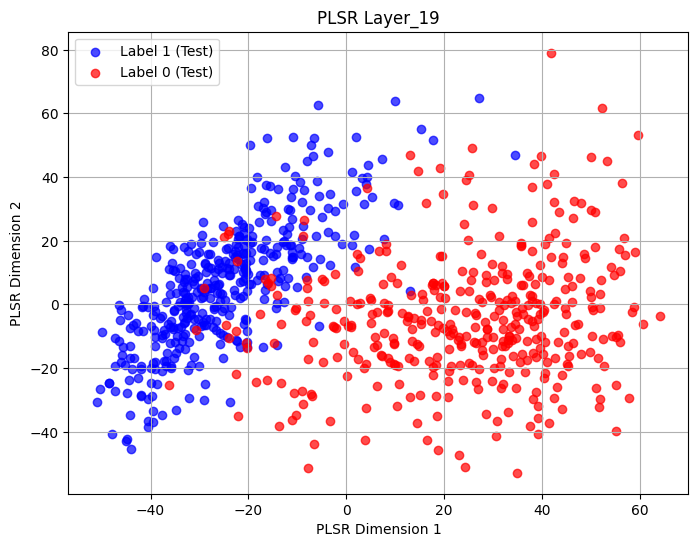 PLSR Layer_19
Label 1 (Test)
Label 0 (Test)
PLSR Dimension 2
80
60
40
20
0
−20
−40
−40
−20
0
20
40
60
PLSR Dimension 1